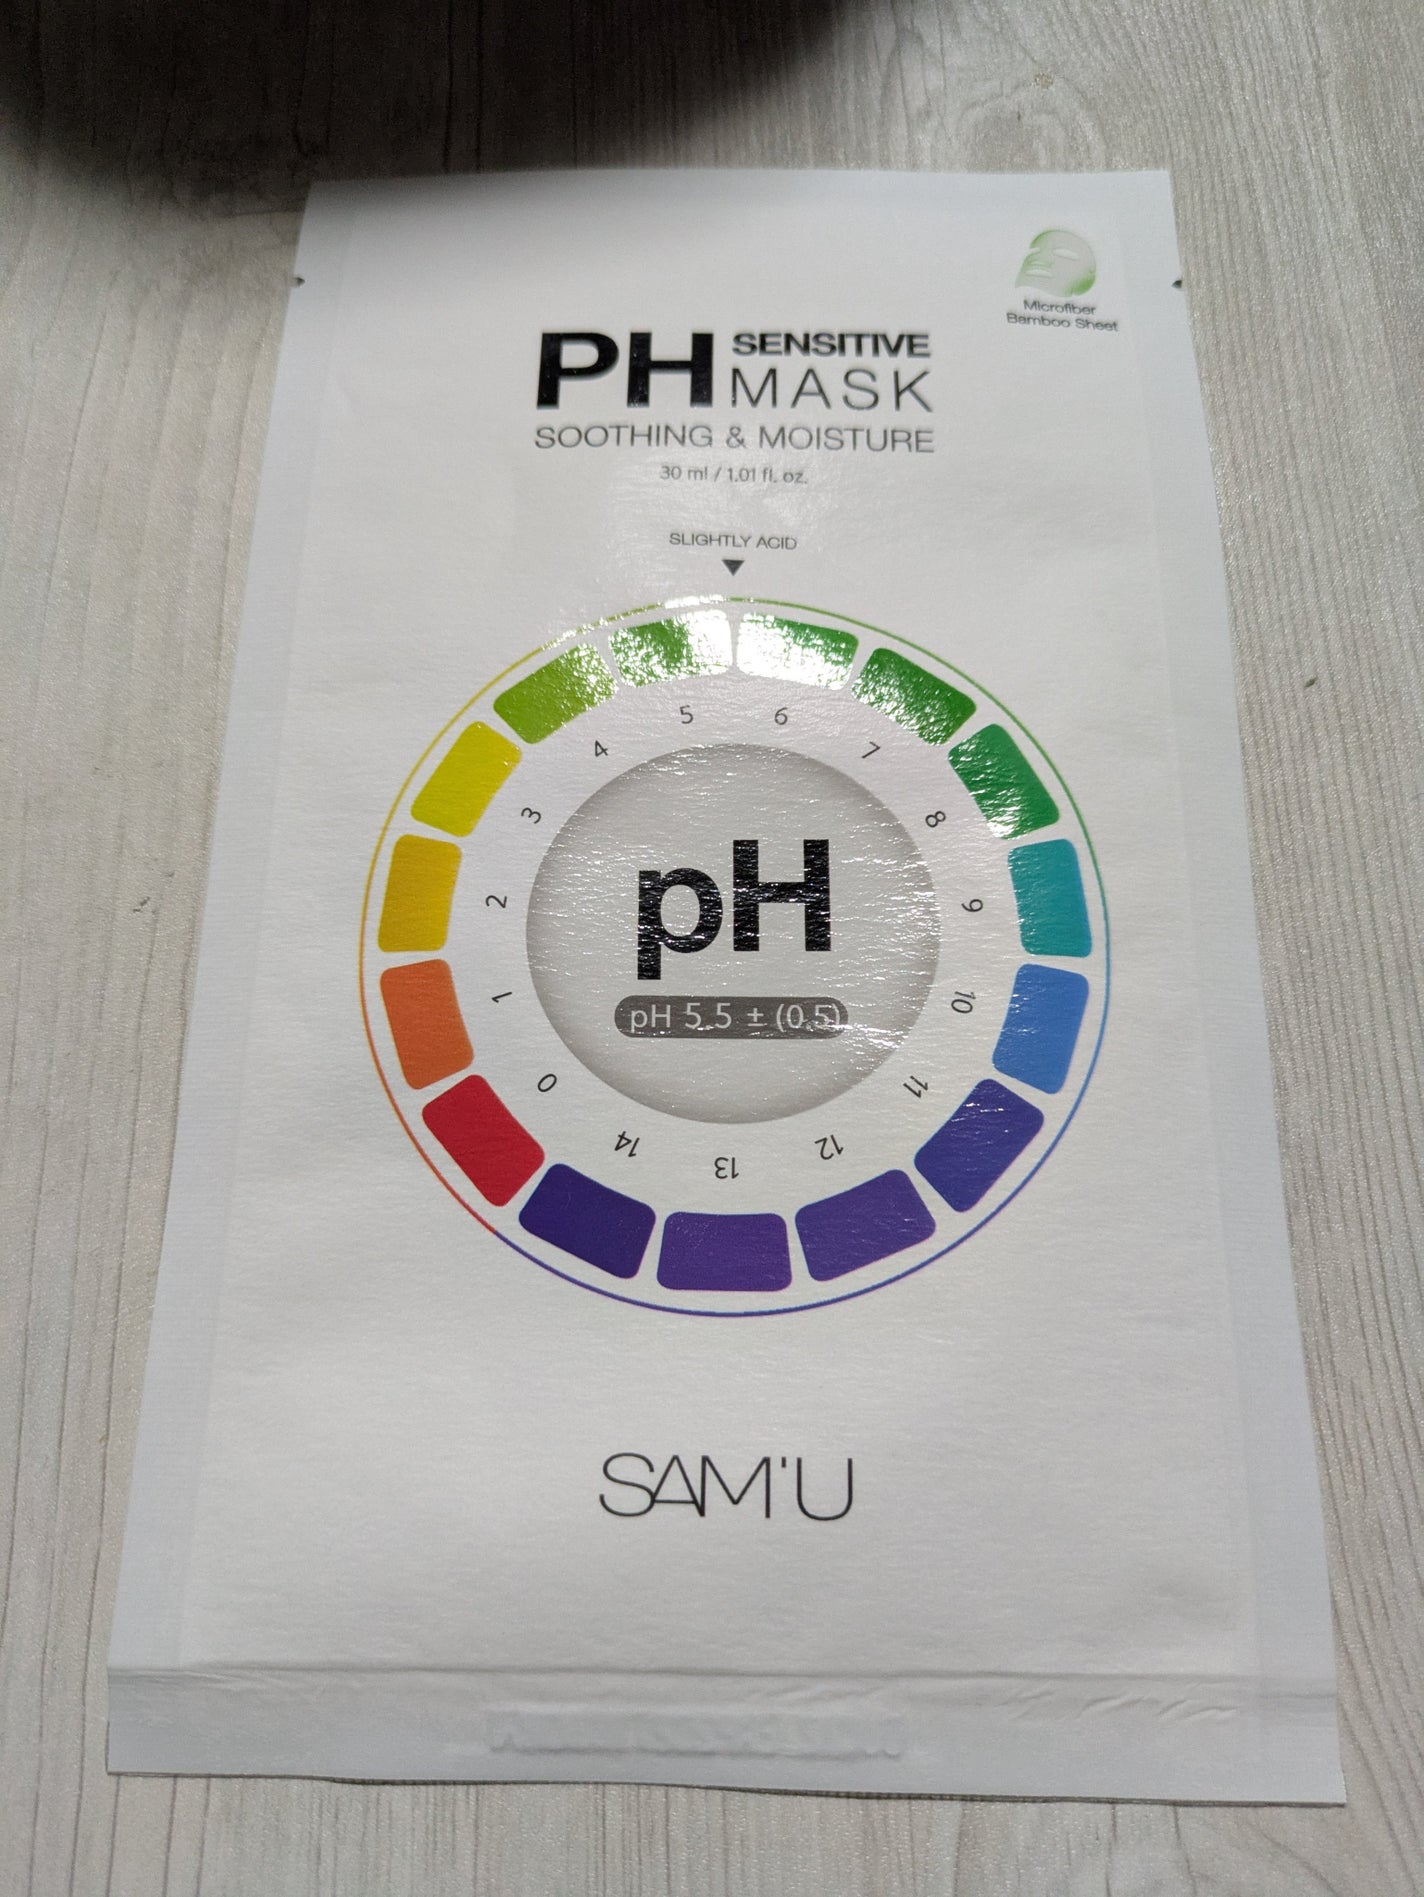 Microfiber
Bamboo Sheet
PH SENSITIVE
MASK
SOOTHING & MOISTURE
30 ml / 1.01 fl. oz.
SLIGHTLY ACID
0
1
2
3
4
5
6
7
8
9
10
11
12
13
14
pH
pH 5.5 ± (0.5)
SAM'U